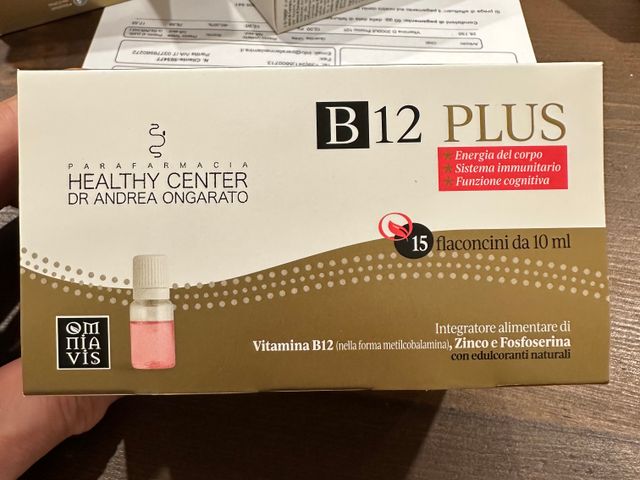 B12 PLUS
Energia del corpo
Sistema immunitario
Funzione cognitiva
PARAFARMACIA
HEALTHY CENTER
DR ANDREA ONGARATO
15 flaconcini da 10 ml
OM
NIA
VIS
Integratore alimentare di
Vitamina B12 (nella forma metilcobalamina), Zinco e Fosfoserina
con edulcoranti naturali